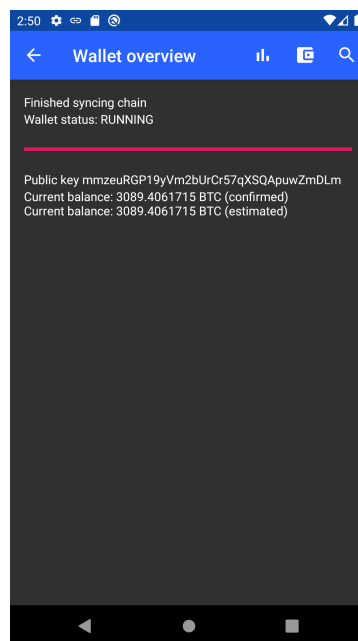 2:50
Wallet overview
Finished syncing chain
Wallet status: RUNNING
Public key mmzeuRGP19yVm2bUrCr57qXSQApuwZmDLm
Current balance: 3089.4061715 BTC (confirmed)
Current balance: 3089.4061715 BTC (estimated)